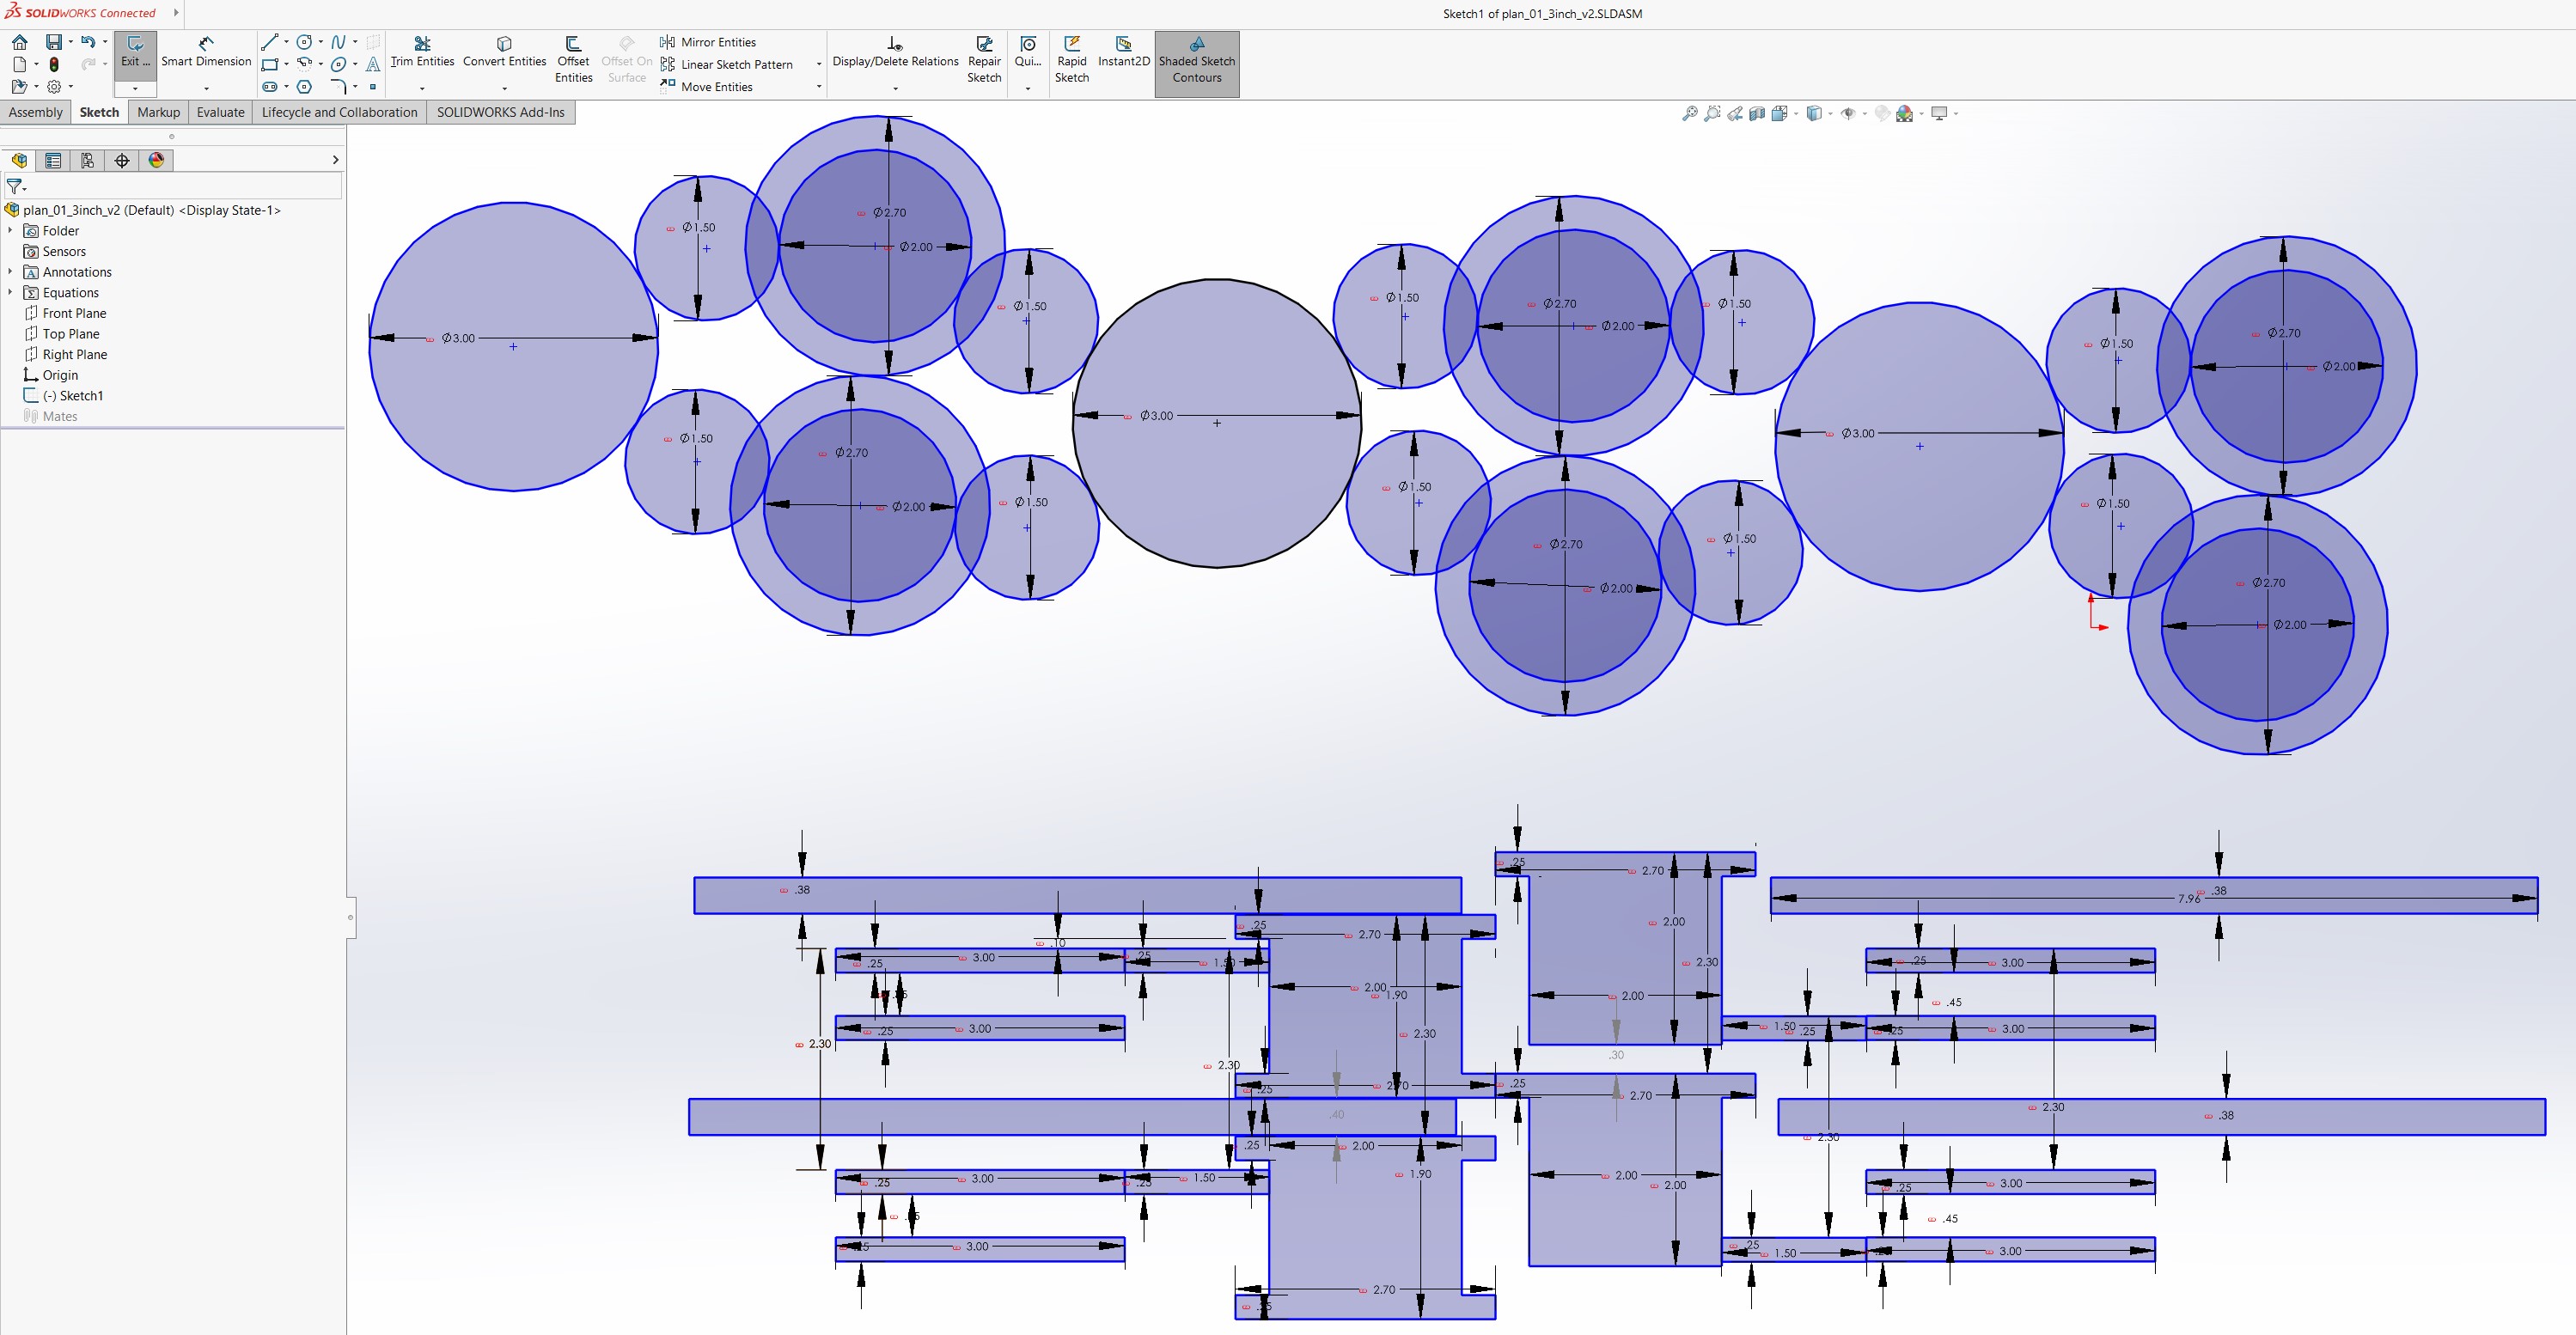 SOLIDWORKS Connected
Sketch1 of plan_01_3inch_v2.SLDASM
Exit ...
Smart Dimension
Trim Entities
Convert Entities
Offset Entities
Offset On Surface
Mirror Entities
Linear Sketch Pattern
Move Entities
Display/Delete Relations
Repair Sketch
Qui...
Rapid Sketch
Instant2D
Shaded Sketch Contours
Assembly
Sketch
Markup
Evaluate
Lifecycle and Collaboration
SOLIDWORKS Add-Ins
plan_01_3inch_v2 (Default) <Display State-1>
Folder
Sensors
Annotations
Equations
Front Plane
Top Plane
Right Plane
Origin
(-) Sketch1
Mates
Ø3.00
Ø1.50
Ø2.70
Ø2.00
Ø1.50
Ø1.50
Ø2.70
Ø2.00
Ø1.50
Ø3.00
Ø1.50
Ø2.70
Ø2.00
Ø1.50
Ø1.50
Ø2.70
Ø2.00
Ø1.50
Ø3.00
Ø1.50
Ø2.70
Ø2.00
Ø1.50
Ø2.70
Ø2.00
.38
.25
2.70
.38
7.96
.25
2.70
2.00
.10
3.00
.25
.25
2.00
1.90
2.30
2.30
2.00
.25
3.00
.45
.25
3.00
2.30
2.30
.30
1.50
.25
.25
3.00
.25
2.70
.25
2.70
.40
2.30
2.30
.38
.25
2.00
1.90
3.00
.25
1.50
.25
2.00
2.00
3.00
.25
.45
3.00
.25
1.50
3.00
2.70